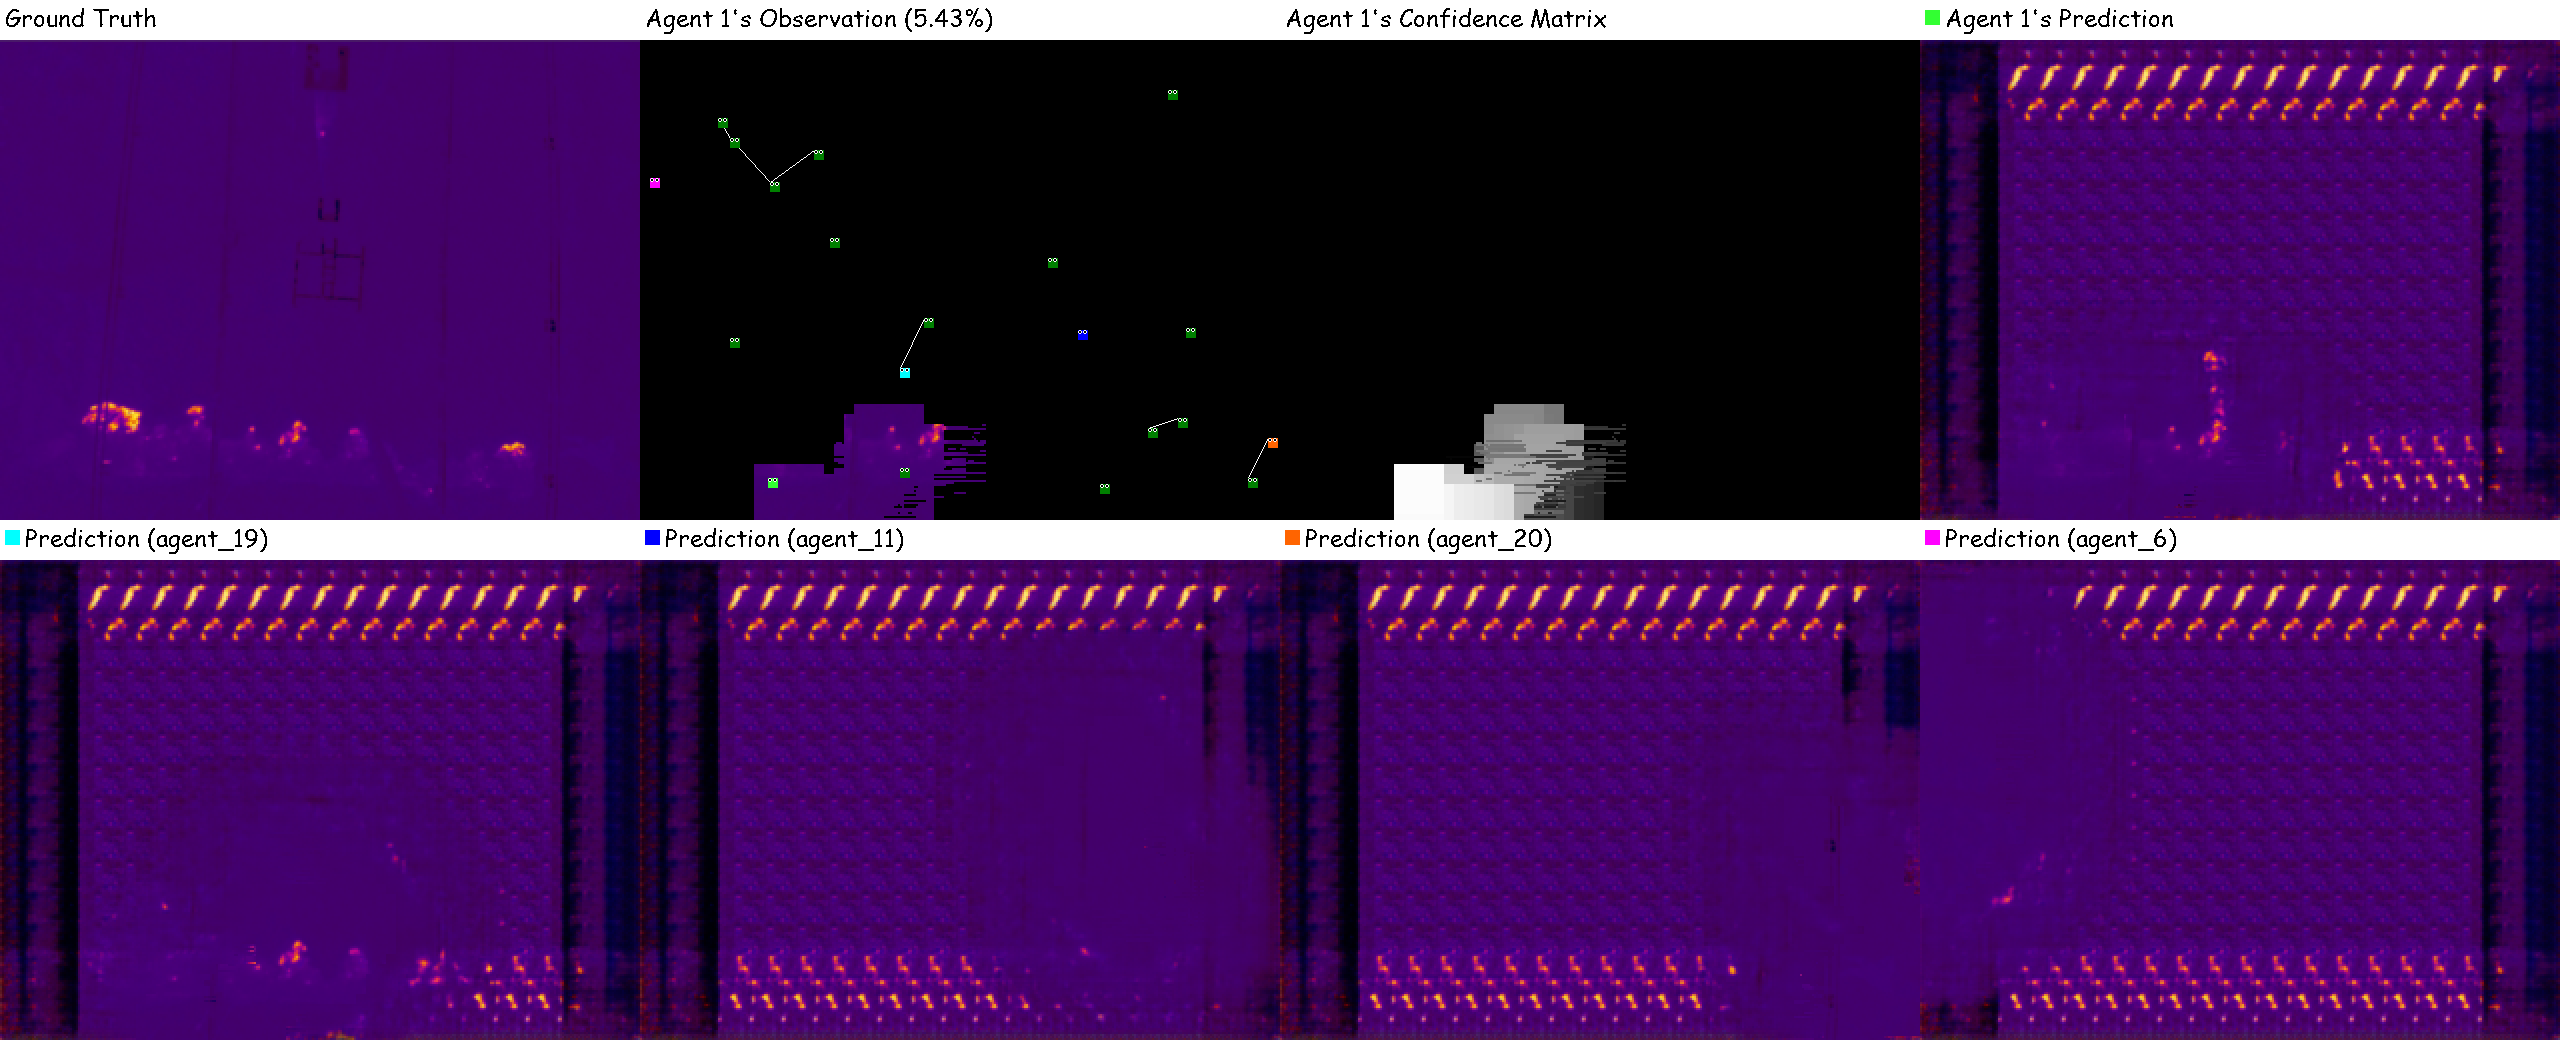 Ground Truth
Agent 1's Observation (5.43%)
Agent 1's Confidence Matrix
Agent 1's Prediction
Prediction (agent_19)
Prediction (agent_11)
Prediction (agent_20)
Prediction (agent_6)